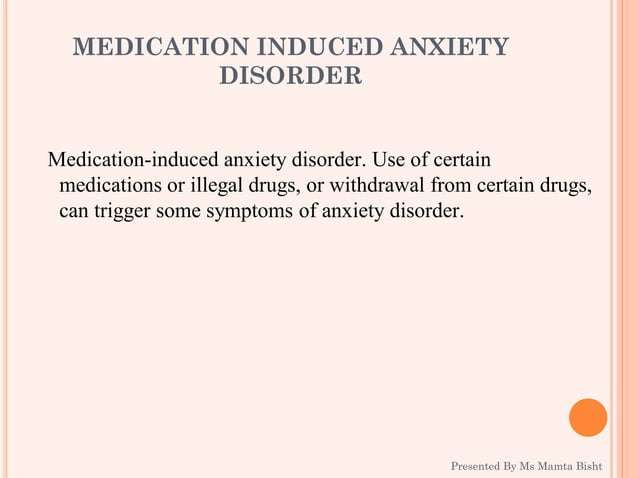 MEDICATION INDUCED ANXIETY
DISORDER
Medication-induced anxiety disorder. Use of certain
medications or illegal drugs, or withdrawal from certain drugs,
can trigger some symptoms of anxiety disorder.
Presented By Ms Mamta Bisht